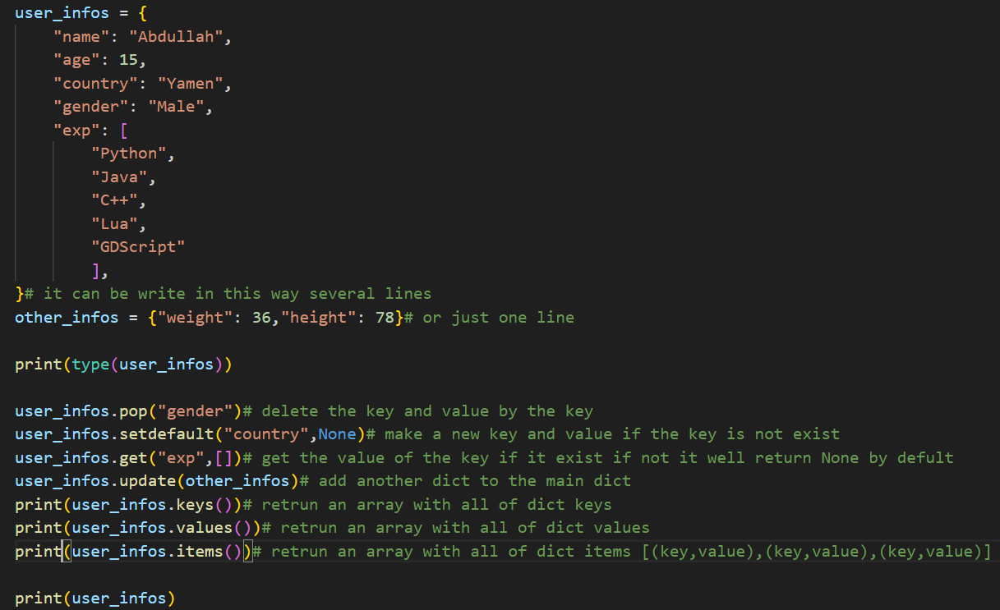 user_infos = {
    "name": "Abdullah",
    "age": 15,
    "country": "Yamen",
    "gender": "Male",
    "exp": [
        "Python",
        "Java",
        "C++",
        "Lua",
        "GDScript"
        ],
}# it can be write in this way several lines
other_infos = {"weight": 36,"height": 78}# or just one line

print(type(user_infos))

user_infos.pop("gender")# delete the key and value by the key
user_infos.setdefault("country",None)# make a new key and value if the key is not exist
user_infos.get("exp",[])# get the value of the key if it exist if not it well return None by defult
user_infos.update(other_infos)# add another dict to the main dict
print(user_infos.keys())# retrun an array with all of dict keys
print(user_infos.values())# retrun an array with all of dict values
print(user_infos.items())# retrun an array with all of dict items [(key,value),(key,value),(key,value)]

print(user_infos)